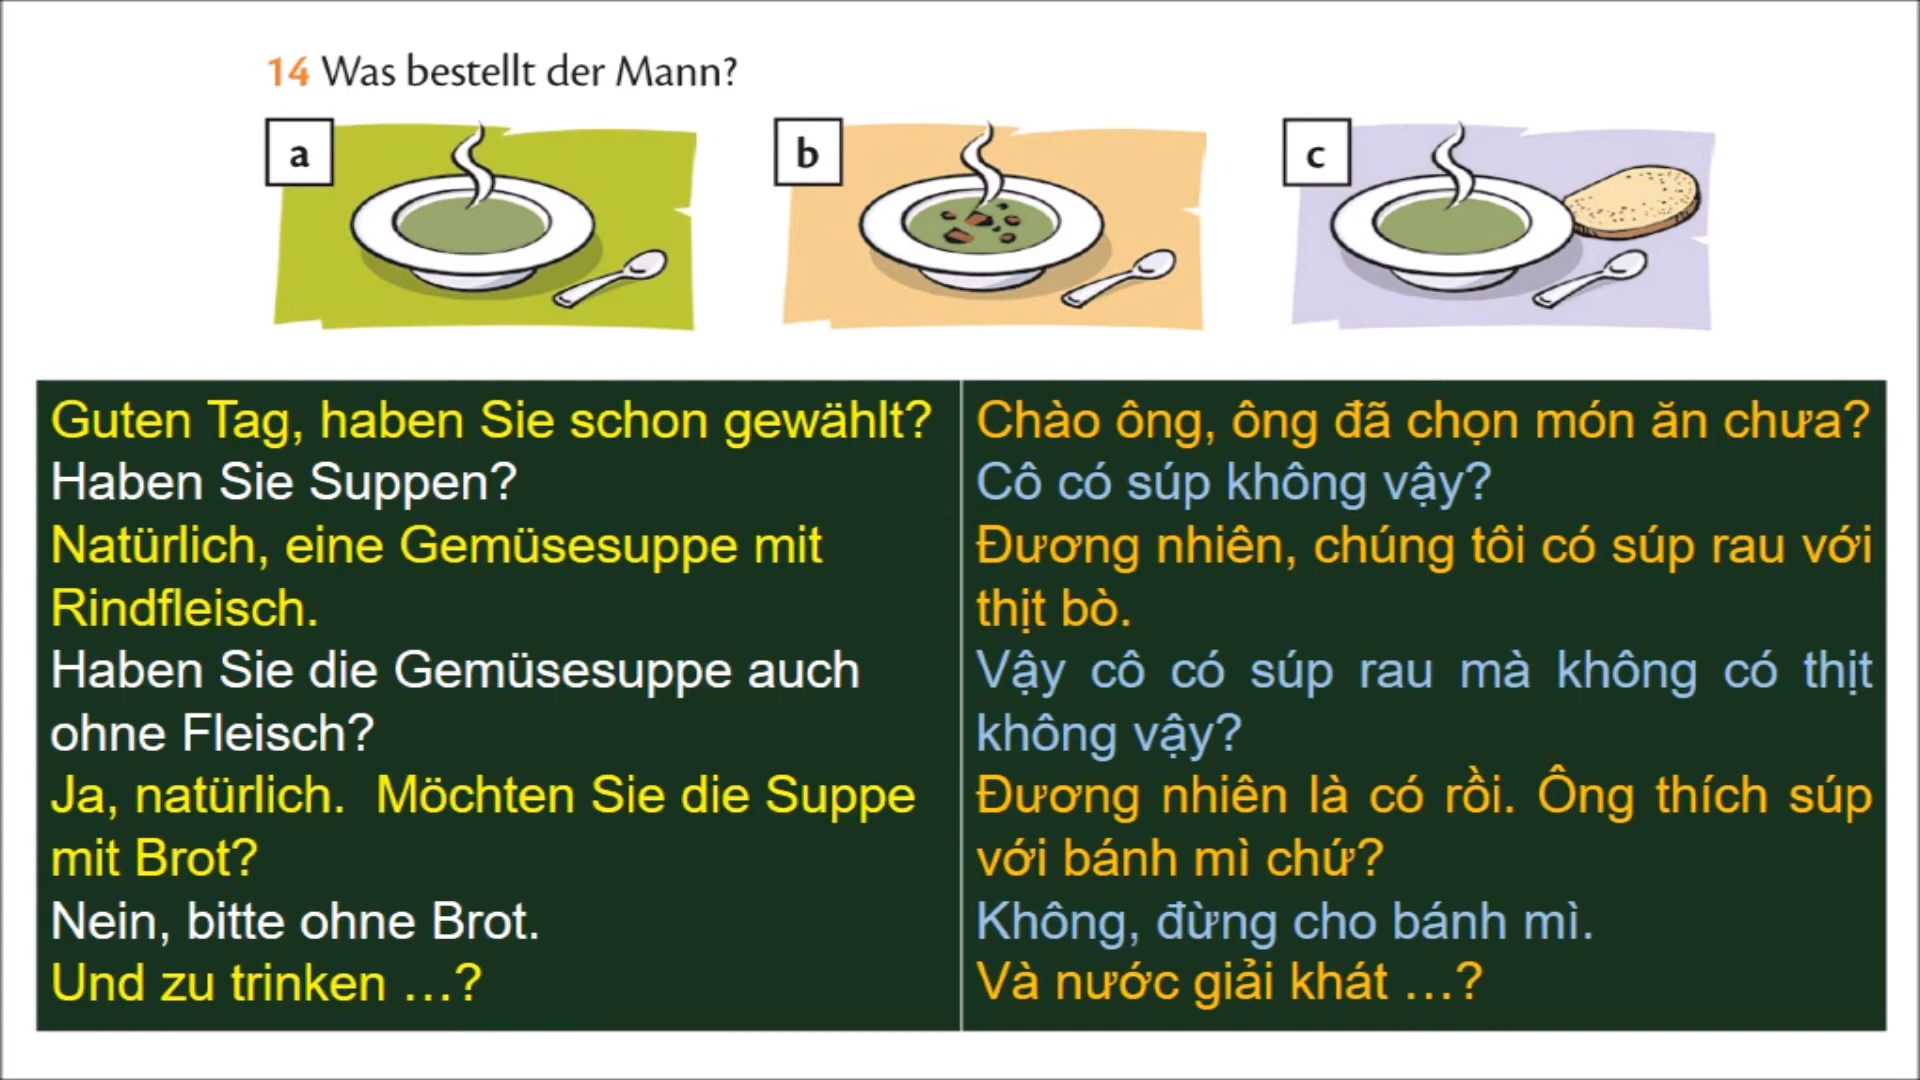 14 Was bestellt der Mann?
a
b
c
Guten Tag, haben Sie schon gewählt?
Haben Sie Suppen?
Natürlich, eine Gemüsesuppe mit
Rindfleisch.
Haben Sie die Gemüsesuppe auch
ohne Fleisch?
Ja, natürlich. Möchten Sie die Suppe
mit Brot?
Nein, bitte ohne Brot.
Und zu trinken …?
Chào ông, ông đã chọn món ăn chưa?
Cô có súp không vậy?
Đương nhiên, chúng tôi có súp rau với
thịt bò.
Vậy cô có súp rau mà không có thịt
không vậy?
Đương nhiên là có rồi. Ông thích súp
với bánh mì chứ?
Không, đừng cho bánh mì.
Và nước giải khát …?